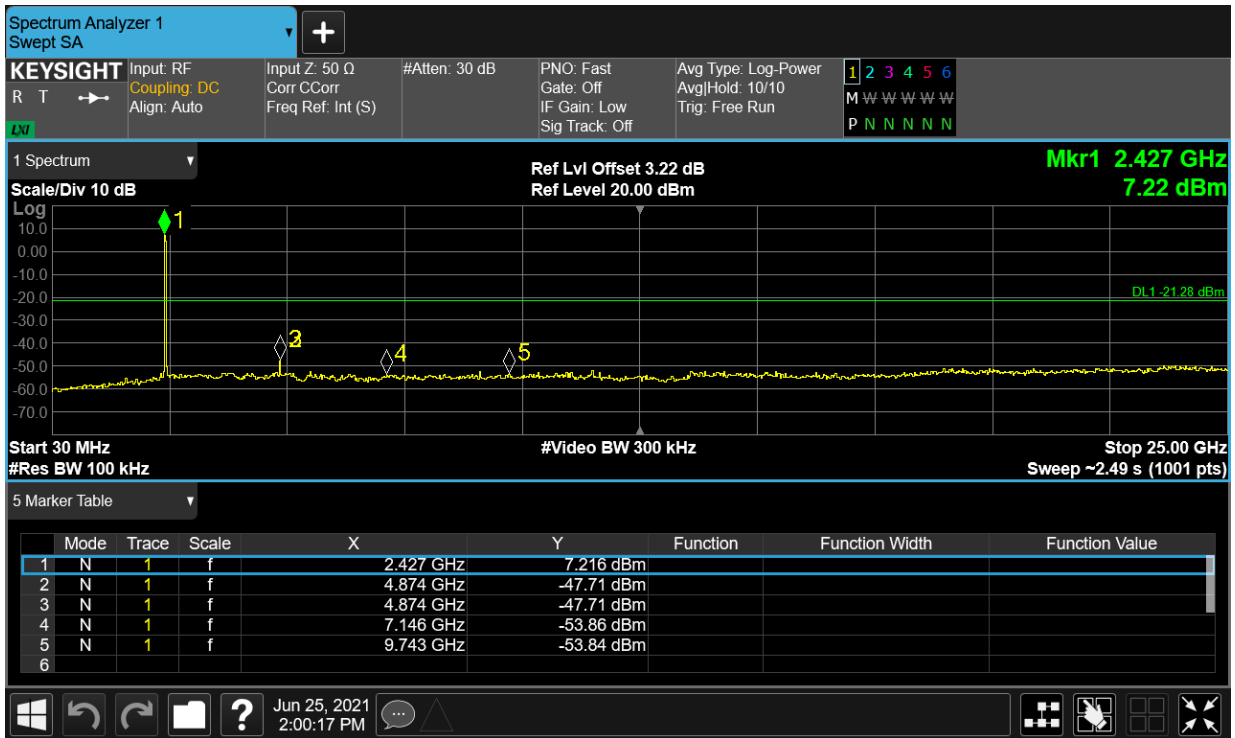 Spectrum Analyzer 1
Swept SA
KEYSIGHT
R T
LXI
Input: RF
Coupling: DC
Align: Auto
Input Z: 50 Ω
Corr CCorr
Freq Ref: Int (S)
#Atten: 30 dB
PNO: Fast
Gate: Off
IF Gain: Low
Sig Track: Off
Avg Type: Log-Power
Avg|Hold: 10/10
Trig: Free Run
1 2 3 4 5 6
M W W W W W
P N N N N N
1 Spectrum
Ref Lvl Offset 3.22 dB
Mkr1 2.427 GHz
Scale/Div 10 dB
Ref Level 20.00 dBm
7.22 dBm
Log
1
10.0
0.00
-10.0
-20.0
DL1 -21.28 dBm
-30.0
-40.0
2
3
4
5
-50.0
-60.0
-70.0
Start 30 MHz
#Video BW 300 kHz
Stop 25.00 GHz
#Res BW 100 kHz
Sweep ~2.49 s (1001 pts)
5 Marker Table
Mode Trace Scale X Y Function Function Width Function Value
1 N 1 f 2.427 GHz 7.216 dBm
2 N 1 f 4.874 GHz -47.71 dBm
3 N 1 f 4.874 GHz -47.71 dBm
4 N 1 f 7.146 GHz -53.86 dBm
5 N 1 f 9.743 GHz -53.84 dBm
6
?
Jun 25, 2021
2:00:17 PM